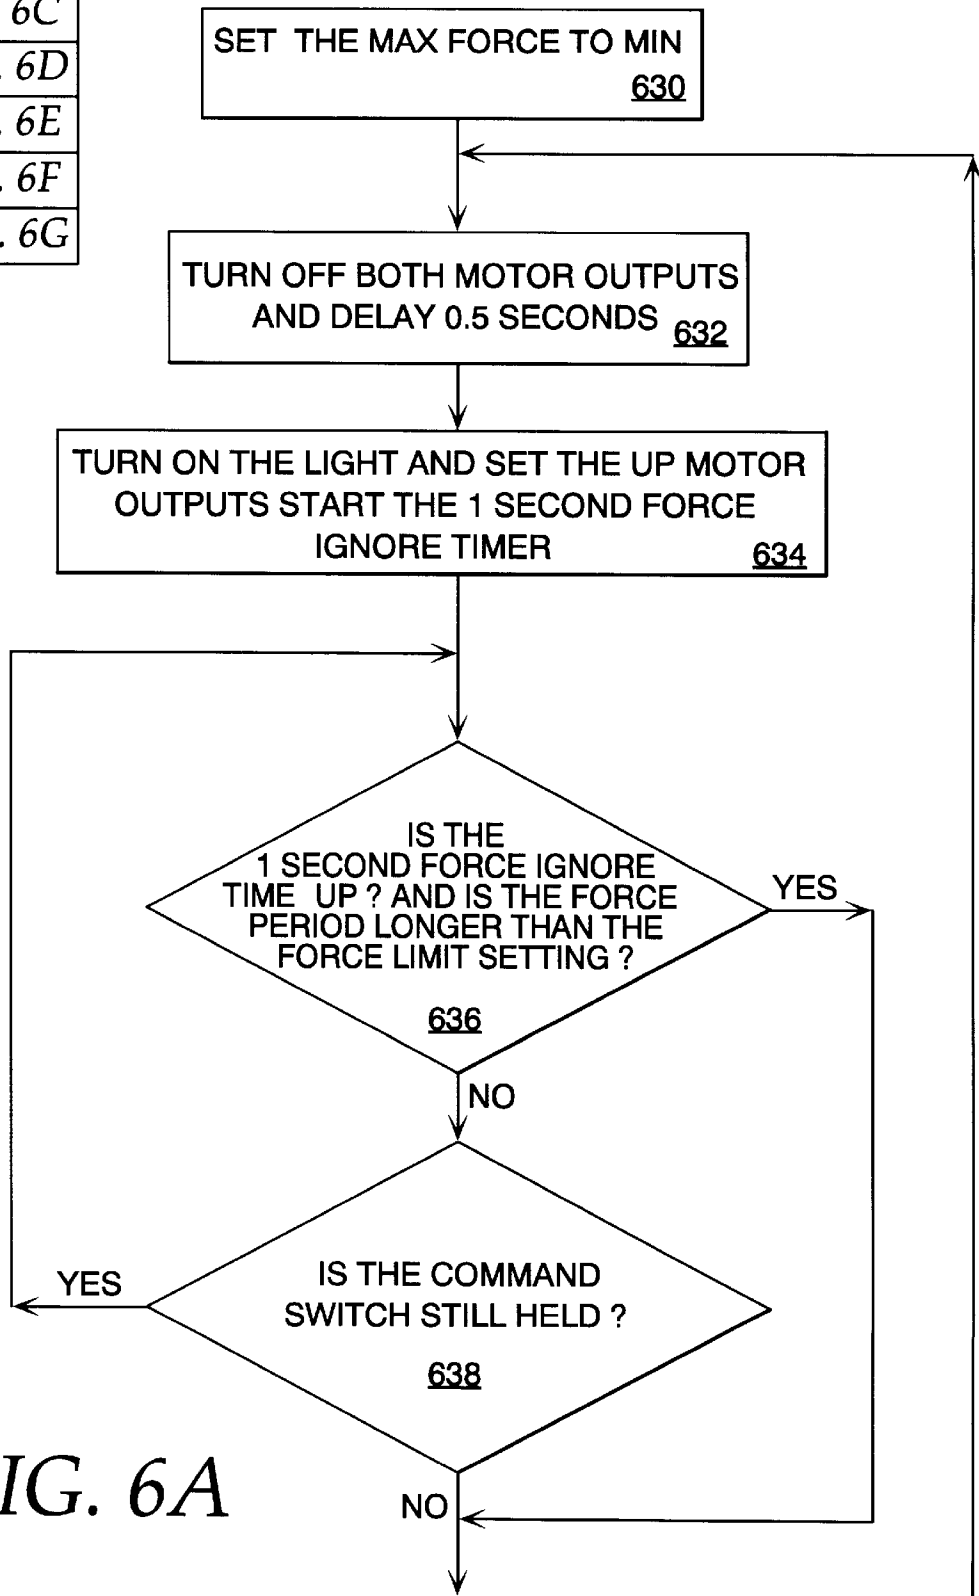 6C
. 6D
. 6E
. 6F
. 6G
SET THE MAX FORCE TO MIN
630
TURN OFF BOTH MOTOR OUTPUTS
AND DELAY 0.5 SECONDS 632
TURN ON THE LIGHT AND SET THE UP MOTOR
OUTPUTS START THE 1 SECOND FORCE
IGNORE TIMER 634
IS THE
1 SECOND FORCE IGNORE
TIME UP ? AND IS THE FORCE
PERIOD LONGER THAN THE
FORCE LIMIT SETTING ?
636
YES
NO
IS THE COMMAND
SWITCH STILL HELD ?
638
YES
NO
IG. 6A